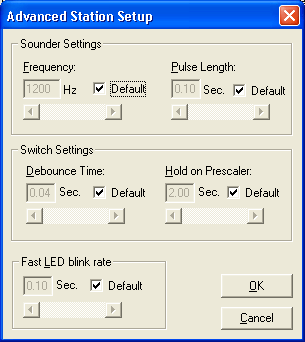 Advanced Station Setup
Sounder Settings
Frequency: Pulse Length:
1200 Hz Default 0.10 Sec. Default
Switch Settings
Debounce Time: Hold on Prescaler:
0.04 Sec. Default 2.00 Sec. Default
Fast LED blink rate
0.10 Sec. Default
OK
Cancel